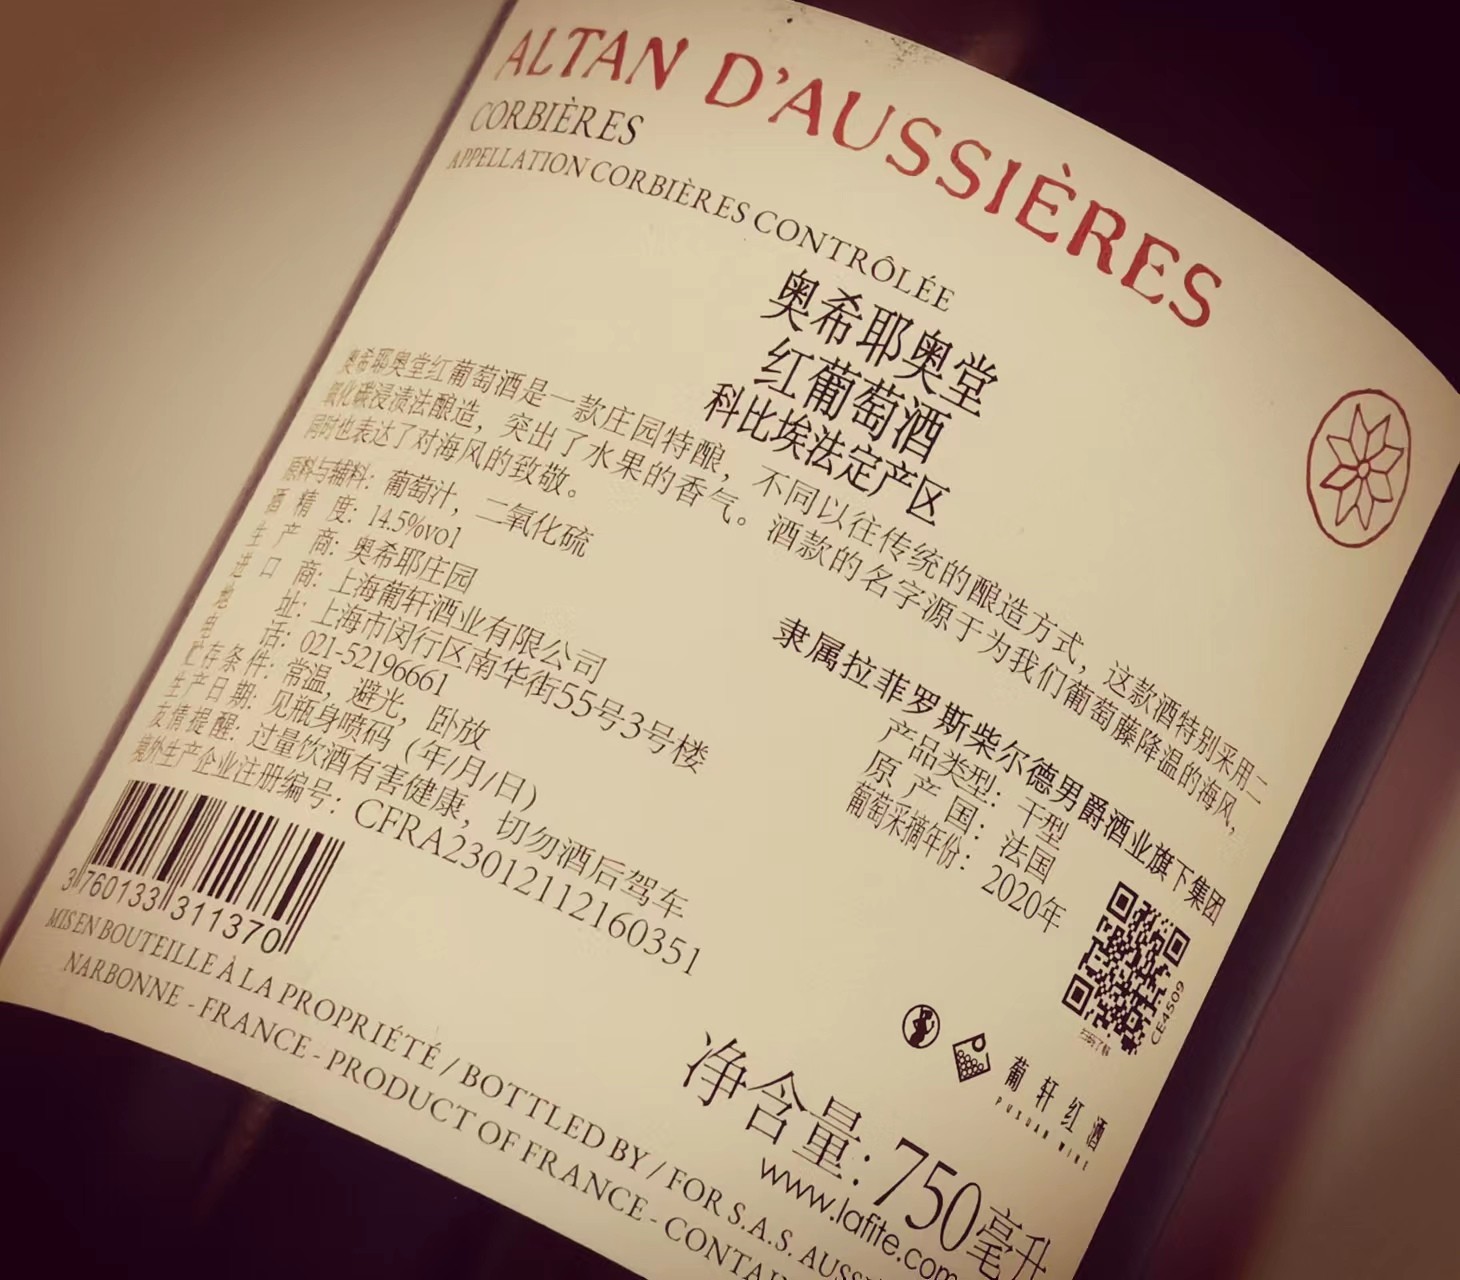 ALTAN D'AUSSIÈRES
CORBIÈRES
APPELLATION CORBIÈRES CONTRÔLÉE
奥希耶奥堂
红葡萄酒
科比埃法定产区
奥希耶奥堂红葡萄酒是一款庄园特酿，不同以往传统的酿造方式，这款酒特别采用二
氧化碳浸渍法酿造，突出了水果的香气。酒款的名字源于为我们葡萄藤降温的海风，
同时也表达了对海风的致敬。
隶属拉菲罗斯柴尔德男爵酒业旗下集团
原料与辅料：葡萄汁，二氧化硫
酒精度：14.5%vol
生产商：奥希耶庄园
进口商：上海葡轩酒业有限公司
地址：上海市闵行区南华街55号3号楼
电话：021-52196661
贮存条件：常温，避光，卧放
生产日期：见瓶身喷码（年/月/日）
友情提醒：过量饮酒有害健康，切勿酒后驾车
境外生产企业注册编号：CFRA23012112160351
产品类型：干型
原产国：法国
葡萄采摘年份：2020年
CE4509
扫码了解
3760133311370
葡轩红酒
PUXUAN WINE
净含量：750毫升
www.lafite.com
MIS EN BOUTEILLE À LA PROPRIÉTÉ / BOTTLED BY / FOR S.A.S.
NARBONNE - FRANCE - PRODUCT OF FRANCE -